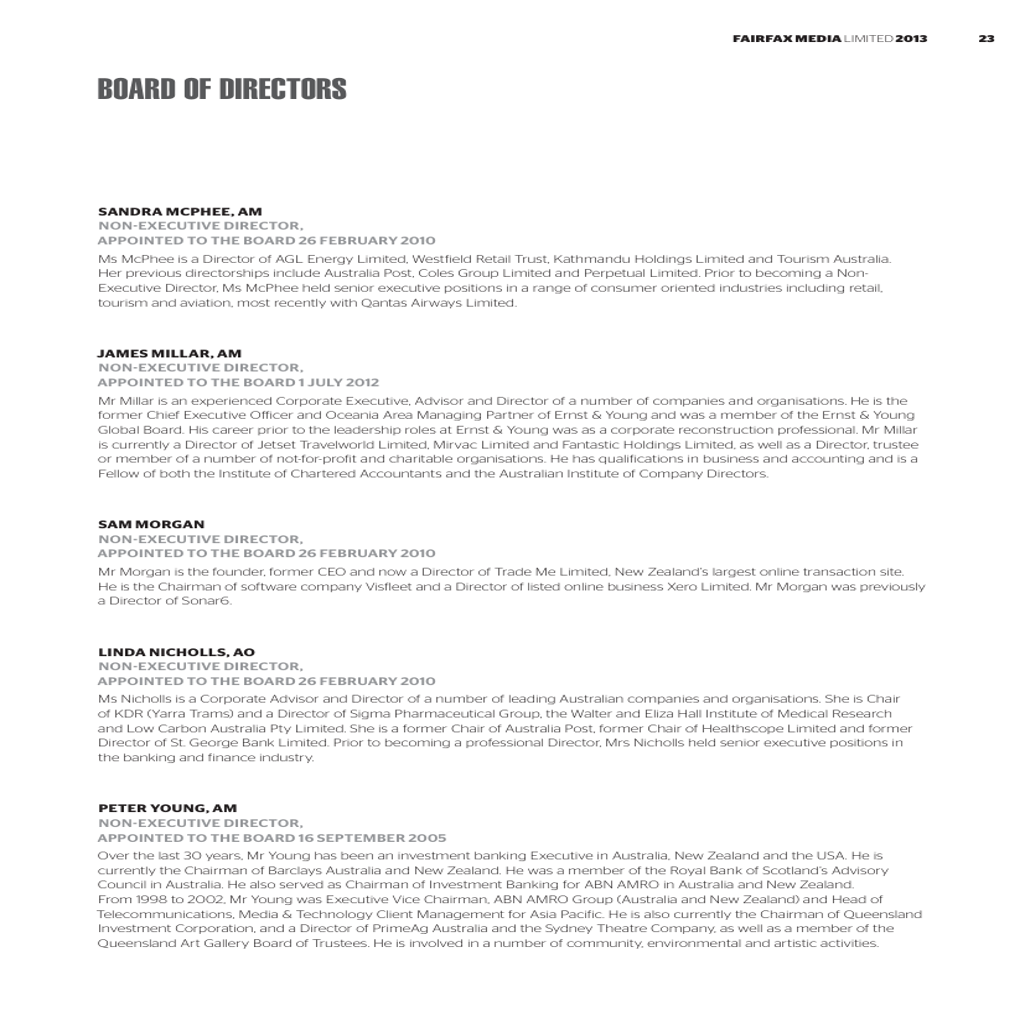 FAIRFAX MEDIA LIMITED 2013 23
BOARD OF DIRECTORS
SANDRA MCPHEE, AM
NON-EXECUTIVE DIRECTOR,
APPOINTED TO THE BOARD 26 FEBRUARY 2010
Ms McPhee is a Director of AGL Energy Limited, Westfield Retail Trust, Kathmandu Holdings Limited and Tourism Australia.
Her previous directorships include Australia Post, Coles Group Limited and Perpetual Limited. Prior to becoming a Non-
Executive Director, Ms McPhee held senior executive positions in a range of consumer oriented industries including retail,
tourism and aviation, most recently with Qantas Airways Limited.
JAMES MILLAR, AM
NON-EXECUTIVE DIRECTOR,
APPOINTED TO THE BOARD 1 JULY 2012
Mr Millar is an experienced Corporate Executive, Advisor and Director of a number of companies and organisations. He is the
former Chief Executive Officer and Oceania Area Managing Partner of Ernst & Young and was a member of the Ernst & Young
Global Board. His career prior to the leadership roles at Ernst & Young was as a corporate reconstruction professional. Mr Millar
is currently a Director of Jetset Travelworld Limited, Mirvac Limited and Fantastic Holdings Limited, as well as a Director, trustee
or member of a number of not-for-profit and charitable organisations. He has qualifications in business and accounting and is a
Fellow of both the Institute of Chartered Accountants and the Australian Institute of Company Directors.
SAM MORGAN
NON-EXECUTIVE DIRECTOR,
APPOINTED TO THE BOARD 26 FEBRUARY 2010
Mr Morgan is the founder, former CEO and now a Director of Trade Me Limited, New Zealand's largest online transaction site.
He is the Chairman of software company Visfleet and a Director of listed online business Xero Limited. Mr Morgan was previously
a Director of Sonar6.
LINDA NICHOLLS, AO
NON-EXECUTIVE DIRECTOR,
APPOINTED TO THE BOARD 26 FEBRUARY 2010
Ms Nicholls is a Corporate Advisor and Director of a number of leading Australian companies and organisations. She is Chair
of KDR (Yarra Trams) and a Director of Sigma Pharmaceutical Group, the Walter and Eliza Hall Institute of Medical Research
and Low Carbon Australia Pty Limited. She is a former Chair of Australia Post, former Chair of Healthscope Limited and former
Director of St. George Bank Limited. Prior to becoming a professional Director, Mrs Nicholls held senior executive positions in
the banking and finance industry.
PETER YOUNG, AM
NON-EXECUTIVE DIRECTOR,
APPOINTED TO THE BOARD 16 SEPTEMBER 2005
Over the last 30 years, Mr Young has been an investment banking Executive in Australia, New Zealand and the USA. He is
currently the Chairman of Barclays Australia and New Zealand. He was a member of the Royal Bank of Scotland's Advisory
Council in Australia. He also served as Chairman of Investment Banking for ABN AMRO in Australia and New Zealand.
From 1998 to 2002, Mr Young was Executive Vice Chairman, ABN AMRO Group (Australia and New Zealand) and Head of
Telecommunications, Media & Technology Client Management for Asia Pacific. He is also currently the Chairman of Queensland
Investment Corporation, and a Director of PrimeAg Australia and the Sydney Theatre Company, as well as a member of the
Queensland Art Gallery Board of Trustees. He is involved in a number of community, environmental and artistic activities.